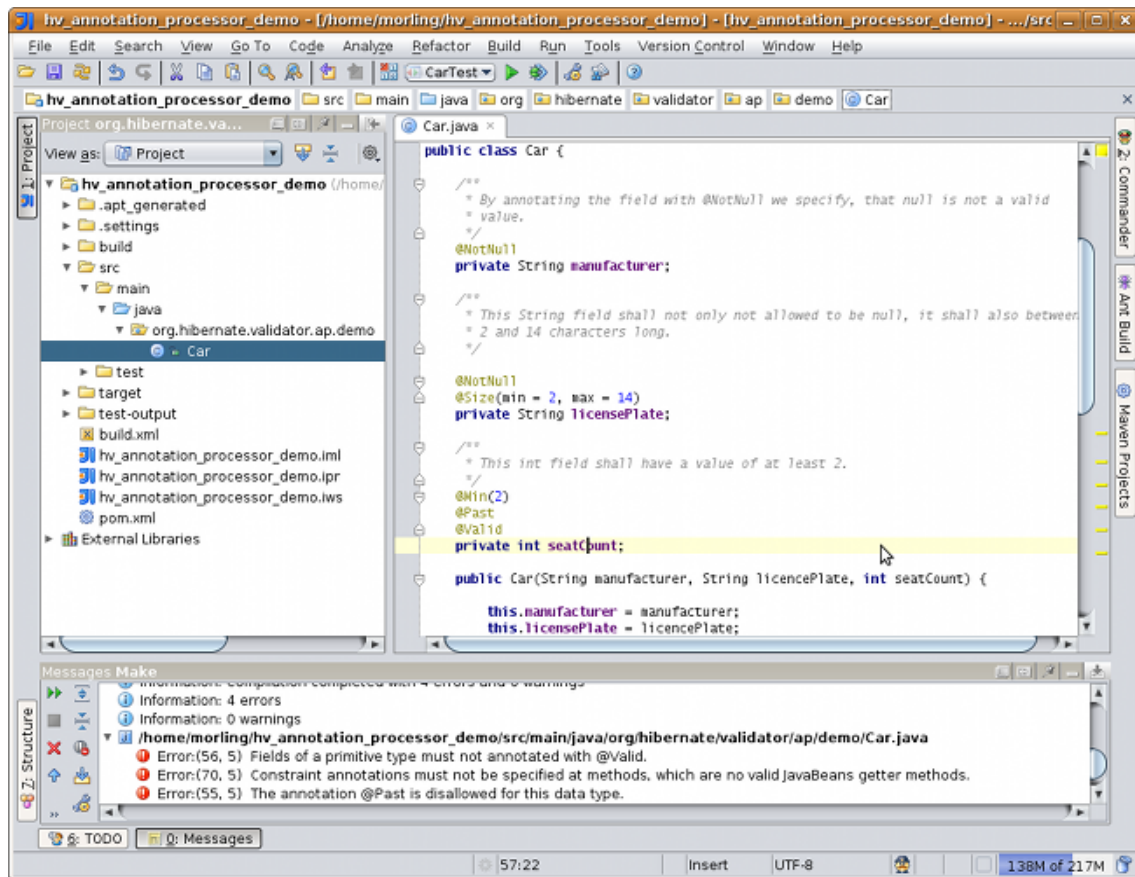 hv_annotation_processor_demo - [/home/morling/hv_annotation_processor_demo] - [hv_annotation_processor_demo] - .../src
File Edit Search View Go To Code Analyze Refactor Build Run Tools Version Control Window Help
CarTest
hv_annotation_processor_demo src main java org hibernate validator ap demo Car
1: Project
Project org.hibernate.va...
View as: Project
hv_annotation_processor_demo (/home/
.apt_generated
.settings
build
src
main
java
org.hibernate.validator.ap.demo
Car
test
target
test-output
build.xml
hv_annotation_processor_demo.iml
hv_annotation_processor_demo.ipr
hv_annotation_processor_demo.iws
pom.xml
External Libraries
Car.java
public class Car {
/**
* By annotating the field with @NotNull we specify, that null is not a valid
* value.
*/
@NotNull
private String manufacturer;
/**
* This String field shall not only not allowed to be null, it shall also between
* 2 and 14 characters long.
*/
@NotNull
@Size(min = 2, max = 14)
private String licensePlate;
/**
* This int field shall have a value of at least 2.
*/
@Min(2)
@Past
@Valid
private int seatCount;
public Car(String manufacturer, String licencePlate, int seatCount) {
this.manufacturer = manufacturer;
this.licensePlate = licencePlate;
2: Commander
Ant Build
Maven Projects
Messages Make
Information: Compilation completed with 4 errors and 0 warnings
Information: 4 errors
Information: 0 warnings
/home/morling/hv_annotation_processor_demo/src/main/java/org/hibernate/validator/ap/demo/Car.java
Error:(56, 5) Fields of a primitive type must not annotated with @Valid.
Error:(70, 5) Constraint annotations must not be specified at methods, which are no valid JavaBeans getter methods.
Error:(55, 5) The annotation @Past is disallowed for this data type.
Z: Structure
6: TODO 0: Messages
57:22 Insert UTF-8 138M of 217M